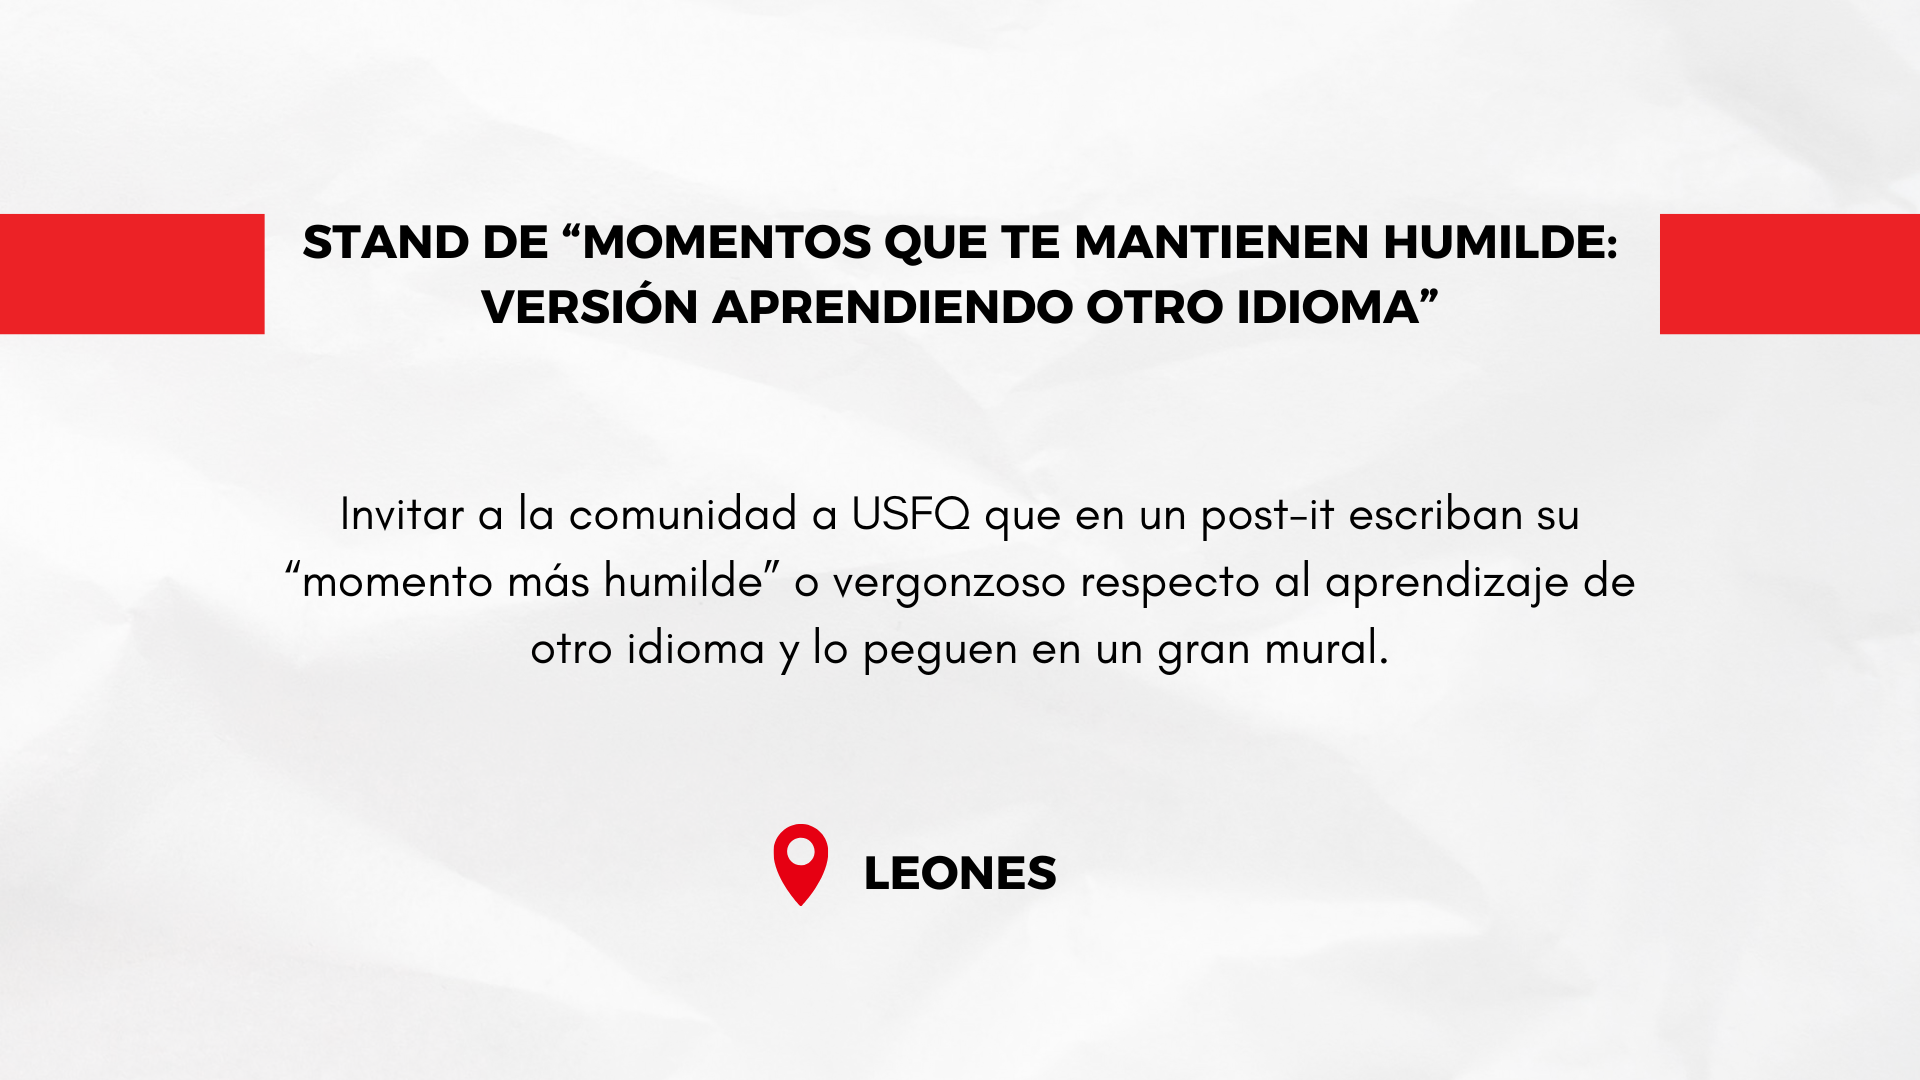 STAND DE “MOMENTOS QUE TE MANTIENEN HUMILDE:
VERSIÓN APRENDIENDO OTRO IDIOMA”
Invitar a la comunidad a USFQ que en un post-it escriban su
“momento más humilde” o vergonzoso respecto al aprendizaje de
otro idioma y lo peguen en un gran mural.
LEONES